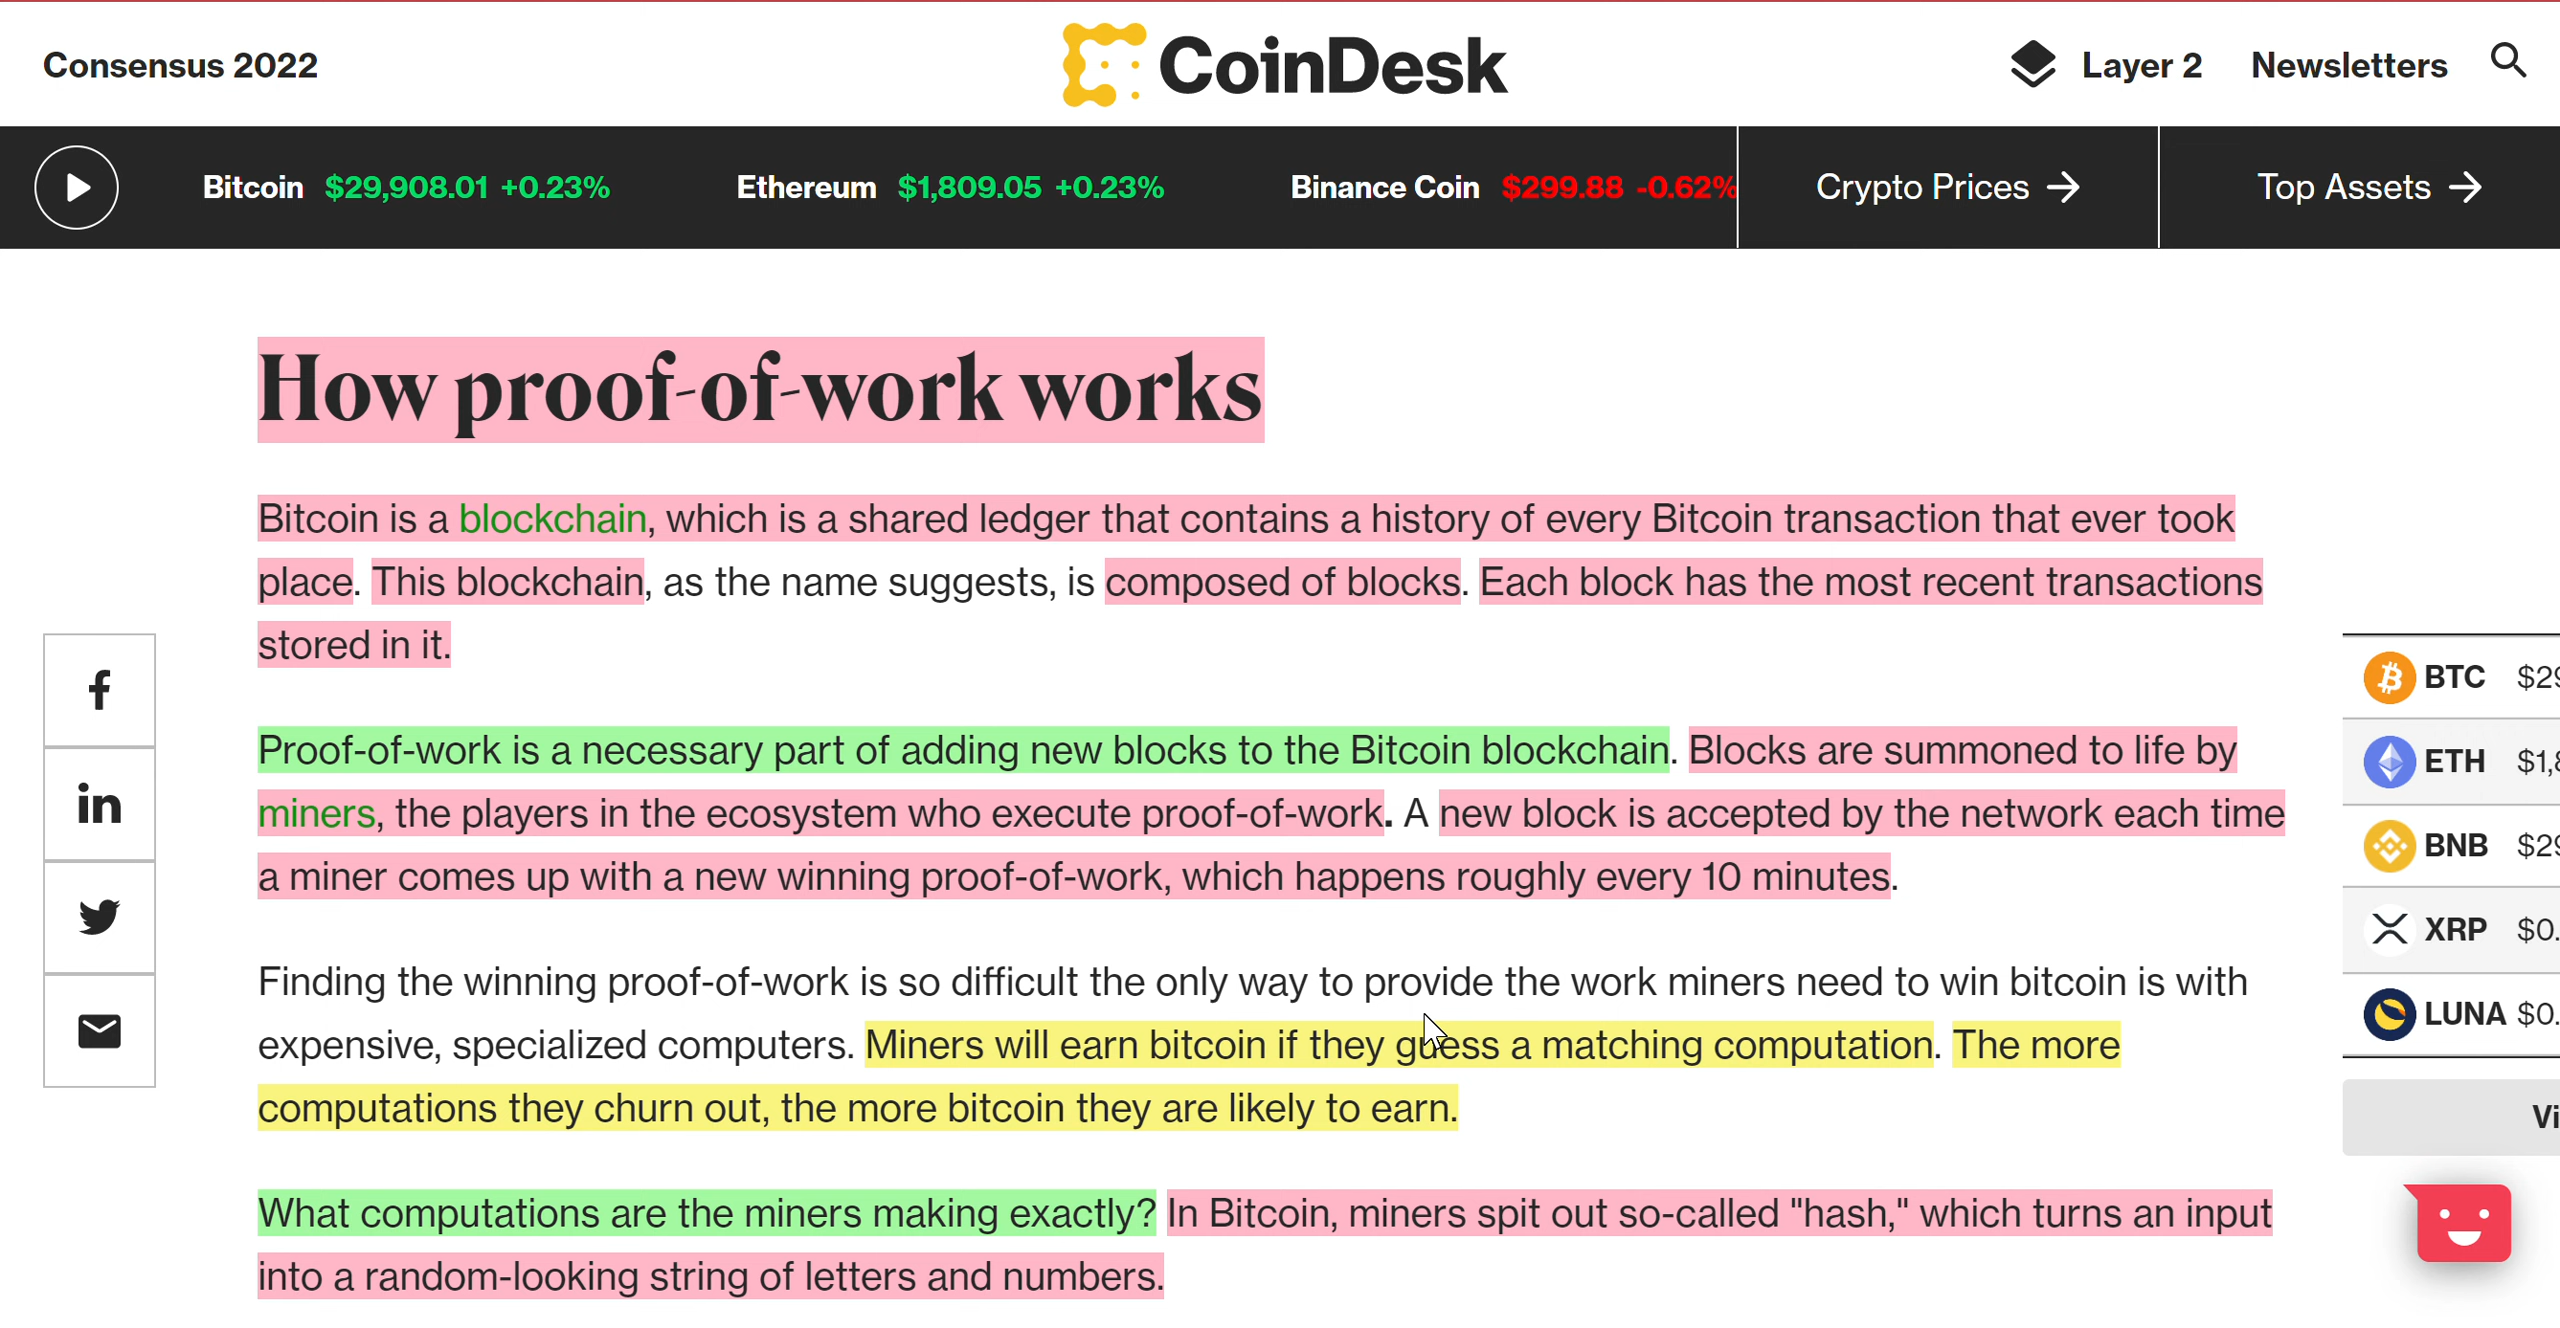 Consensus 2022
CoinDesk
Layer 2
Newsletters
Bitcoin $29,908.01 +0.23%
Ethereum $1,809.05 +0.23%
Binance Coin $299.88 -0.62%
Crypto Prices →
Top Assets →
How proof-of-work works
Bitcoin is a blockchain, which is a shared ledger that contains a history of every Bitcoin transaction that ever took
place. This blockchain, as the name suggests, is composed of blocks. Each block has the most recent transactions
stored in it.
Proof-of-work is a necessary part of adding new blocks to the Bitcoin blockchain. Blocks are summoned to life by
miners, the players in the ecosystem who execute proof-of-work. A new block is accepted by the network each time
a miner comes up with a new winning proof-of-work, which happens roughly every 10 minutes.
Finding the winning proof-of-work is so difficult the only way to provide the work miners need to win bitcoin is with
expensive, specialized computers. Miners will earn bitcoin if they guess a matching computation. The more
computations they churn out, the more bitcoin they are likely to earn.
What computations are the miners making exactly? In Bitcoin, miners spit out so-called "hash," which turns an input
into a random-looking string of letters and numbers.
f
in
BTC
ETH
BNB
XRP
LUNA